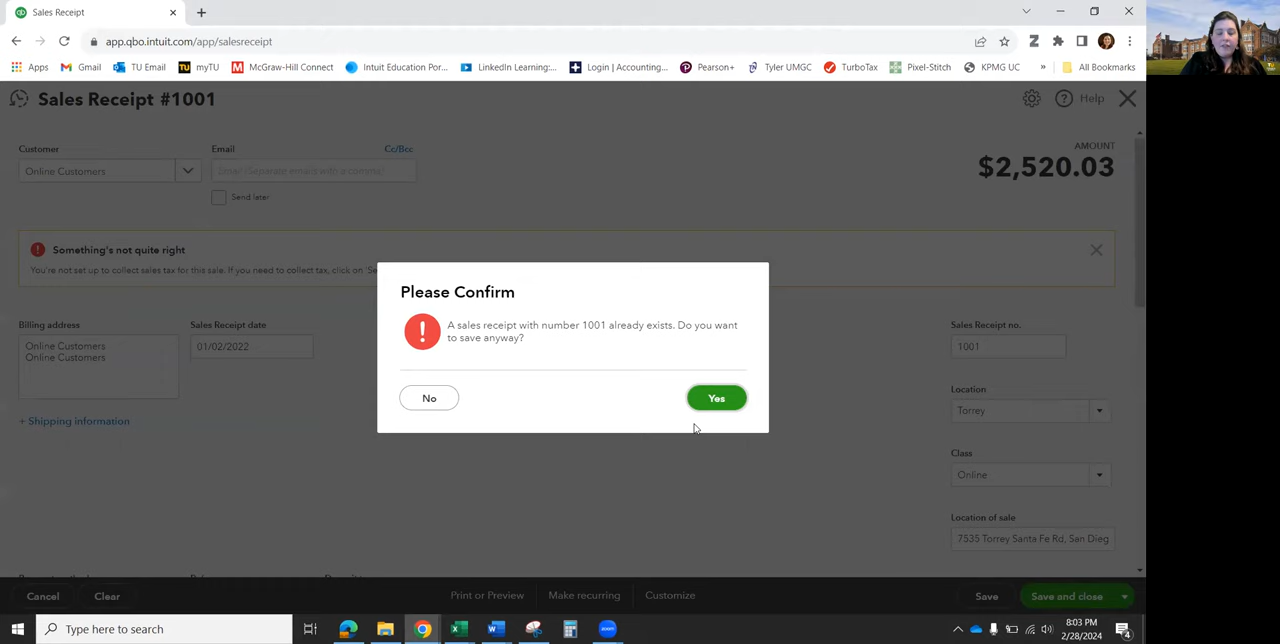 Sales Receipt
app.qbo.intuit.com/app/salesreceipt
Apps Gmail TU Email myTU McGraw-Hill Connect Intuit Education Por... LinkedIn Learning:... Login | Accounting,... Pearson+ Tyler UMGC TurboTax Pixel-Stitch KPMG UC » All Bookmarks
Sales Receipt #1001
Help
Customer Email Cc/Bcc
AMOUNT
Online Customers Email (Separate emails with a comma)
$2,520.03
Send later
Something's not quite right
You're not set up to collect sales tax for this sale. If you need to collect tax, click on 'Se
Please Confirm
A sales receipt with number 1001 already exists. Do you want
to save anyway?
No Yes
Billing address Sales Receipt date Sales Receipt no.
Online Customers 01/02/2022 1001
Online Customers
Location
Torrey
+ Shipping information
Class
Online
Location of sale
7535 Torrey Santa Fe Rd, San Dieg
Cancel Clear Print or Preview Make recurring Customize Save Save and close
Type here to search
8:03 PM
2/28/2024
4